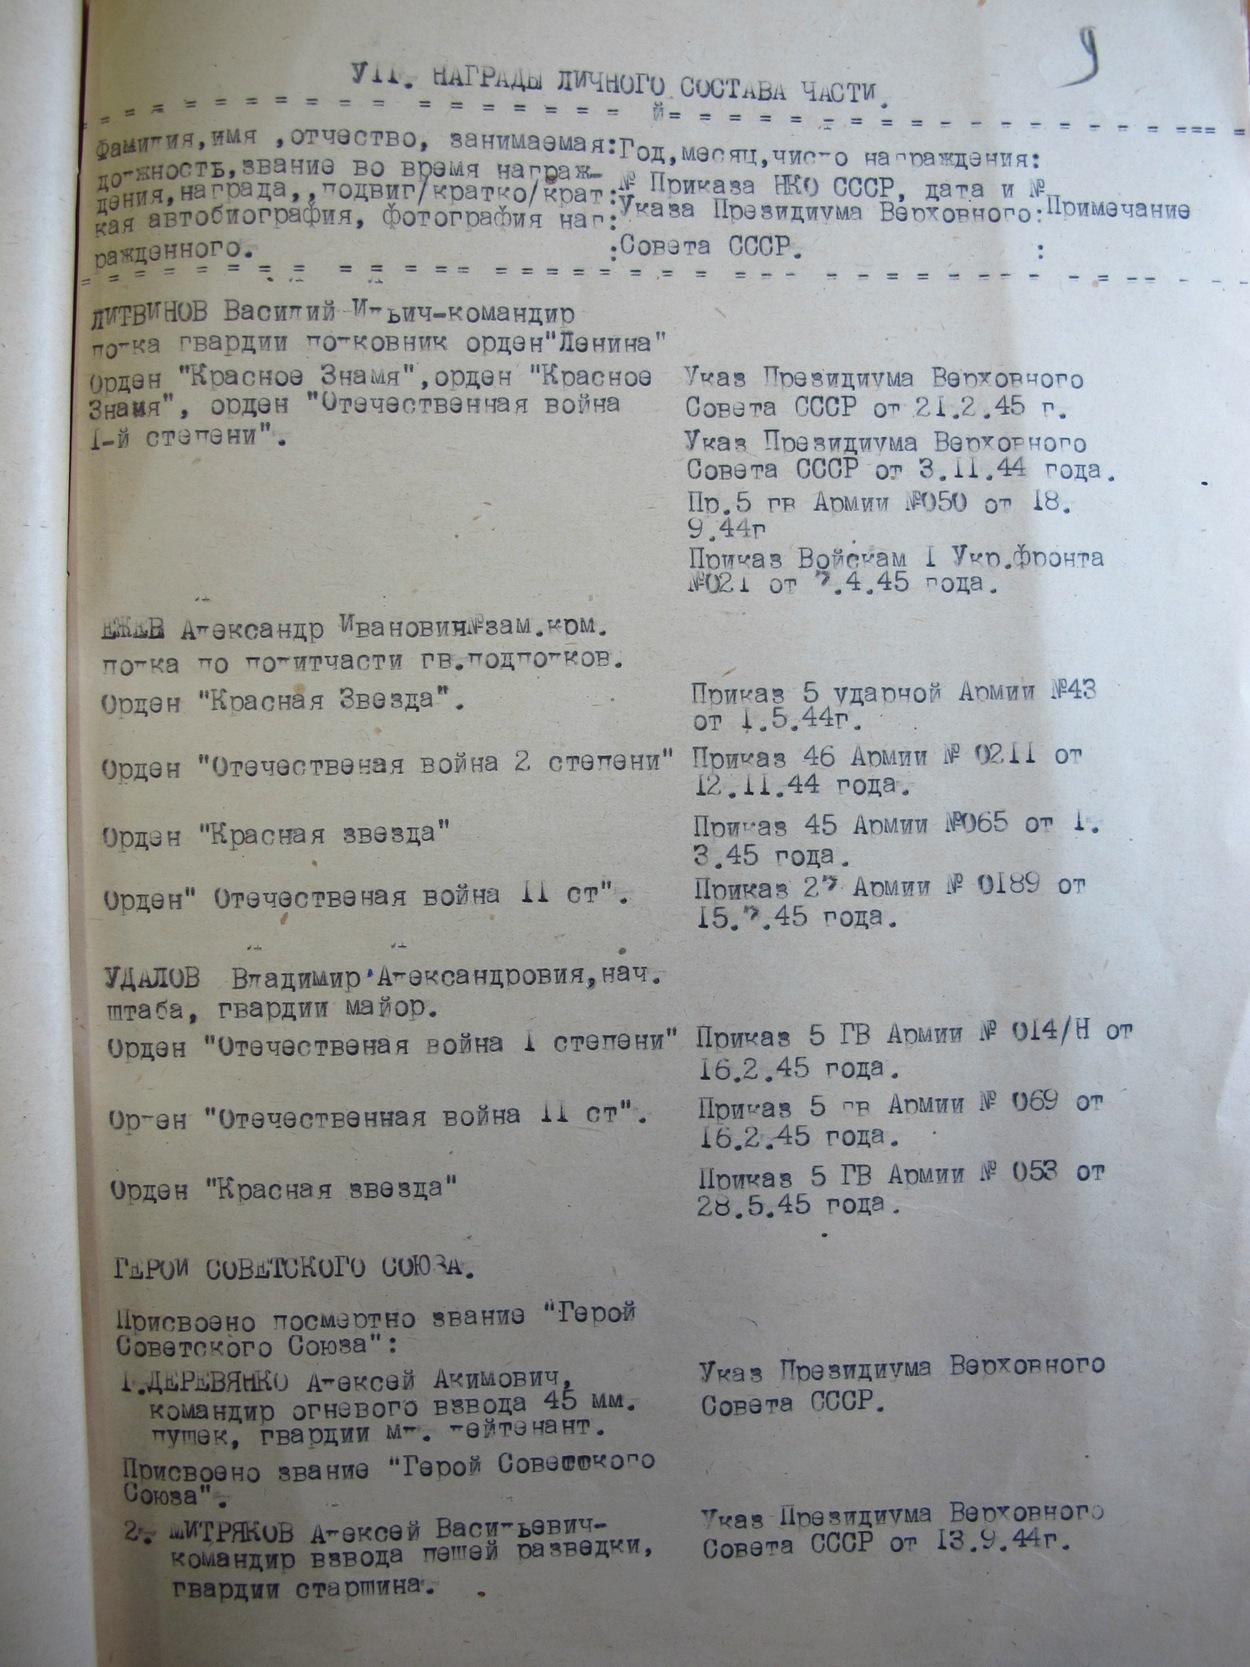 9
УII. НАГРАДЫ ЛИЧНОГО СОСТАВА ЧАСТИ.
Фамилия,имя ,отчество, занимаемая:Год,месяц,число награждения:
должность,звание во время награж-
дения,награда,,подвиг/кратко/крат:№ Приказа НКО СССР, дата и №
кая автобиография, фотография наг:Указа Президиума Верховного:Примечание
ражденного. :Совета СССР. :
ЛИТВИНОВ Василий Ильич-командир
полка гвардии полковник орден"Ленина"
Орден "Красное Знамя",орден "Красное Указ Президиума Верховного
Знамя", орден "Отечественная война Совета СССР от 21.2.45 г.
I-й степени". Указ Президиума Верховного
Совета СССР от 3.11.44 года.
Пр.5 гв Армии №050 от 18.
9.44г
Приказ Войскам I Укр.фронта
№021 от 7.4.45 года.
ЕЖЕВ Александр Иванович зам.ком.
полка по политчасти гв.подполков.
Орден "Красная Звезда". Приказ 5 ударной Армии №43
от 1.5.44г.
Орден "Отечественая война 2 степени" Приказ 46 Армии № 0211 от
12.11.44 года.
Орден "Красная звезда" Приказ 45 Армии №065 от 1.
3.45 года.
Орден" Отечественая война 11 ст". Приказ 27 Армии № 0189 от
15.7.45 года.
УДАЛОВ Владимир Александровия,нач.
штаба, гвардии майор.
Орден "Отечественая война 1 степени" Приказ 5 ГВ Армии № 014/Н от
16.2.45 года.
Орлен "Отечественная война 11 ст". Приказ 5 гв Армии № 069 от
16.2.45 года.
Орден "Красная звезда" Приказ 5 ГВ Армии № 053 от
28.5.45 года.
ГЕРОИ СОВЕТСКОГО СОЮЗА.
Присвоено посмертно звание "Герой
Советского Союза":
1.ДЕРЕВЯНКО Алексей Акимович, Указ Президиума Верховного
командир огневого взвода 45 мм. Совета СССР.
пушек, гвардии мл. лейтенант.
Присвоено звание "Герой Советского
Союза".
2. МИТРЯКОВ Алексей Васильевич- Указ Президиума Верховного
командир взвода пешей разведки, Совета СССР от 13.9.44г.
гвардии старшина.